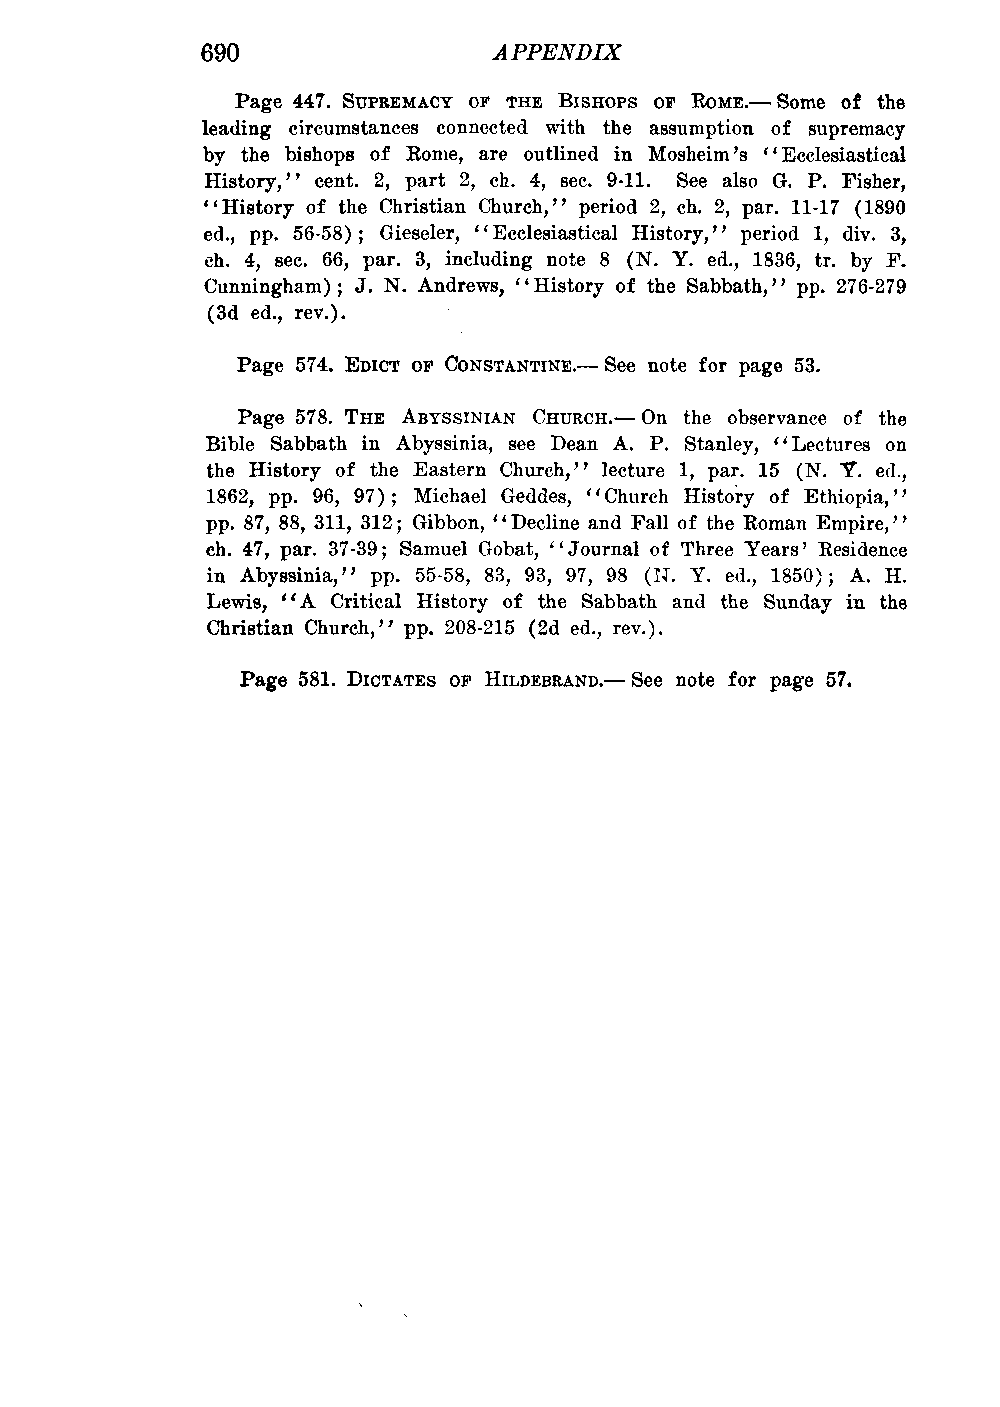 690 APPENDIX
Page 447. SUPREMACY OF THE BISHOPS OF ROME.— Some of the
leading circumstances connected with the assumption of supremacy
by the bishops of Rome, are outlined in Mosheim's ‘‘Ecclesiastical
History,’’ cent. 2, part 2, ch. 4, sec. 9-11. See also G. P. Fisher,
‘‘History of the Christian Church,’’ period 2, ch. 2, par. 11-17 (1890
ed., pp. 56-58); Gieseler, ‘‘Ecclesiastical History,’’ period 1, div. 3,
ch. 4, sec. 66, par. 3, including note 8 (N. Y. ed., 1836, tr. by F.
Cunningham); J. N. Andrews, ‘‘History of the Sabbath,’’ pp. 276-279
(3d ed., rev.).
Page 574. EDICT OF CONSTANTINE.— See note for page 53.
Page 578. THE ABYSSINIAN CHURCH.— On the observance of the
Bible Sabbath in Abyssinia, see Dean A. P. Stanley, ‘‘Lectures on
the History of the Eastern Church,’’ lecture 1, par. 15 (N. Y. ed.,
1862, pp. 96, 97); Michael Geddes, ‘‘Church History of Ethiopia,’’
pp. 87, 88, 311, 312; Gibbon, ‘‘Decline and Fall of the Roman Empire,’’
ch. 47, par. 37-39; Samuel Gobat, ‘‘Journal of Three Years’ Residence
in Abyssinia,’’ pp. 55-58, 83, 93, 97, 98 (N. Y. ed., 1850); A. H.
Lewis, ‘‘A Critical History of the Sabbath and the Sunday in the
Christian Church,’’ pp. 208-215 (2d ed., rev.).
Page 581. DICTATES OF HILDEBRAND.— See note for page 57.